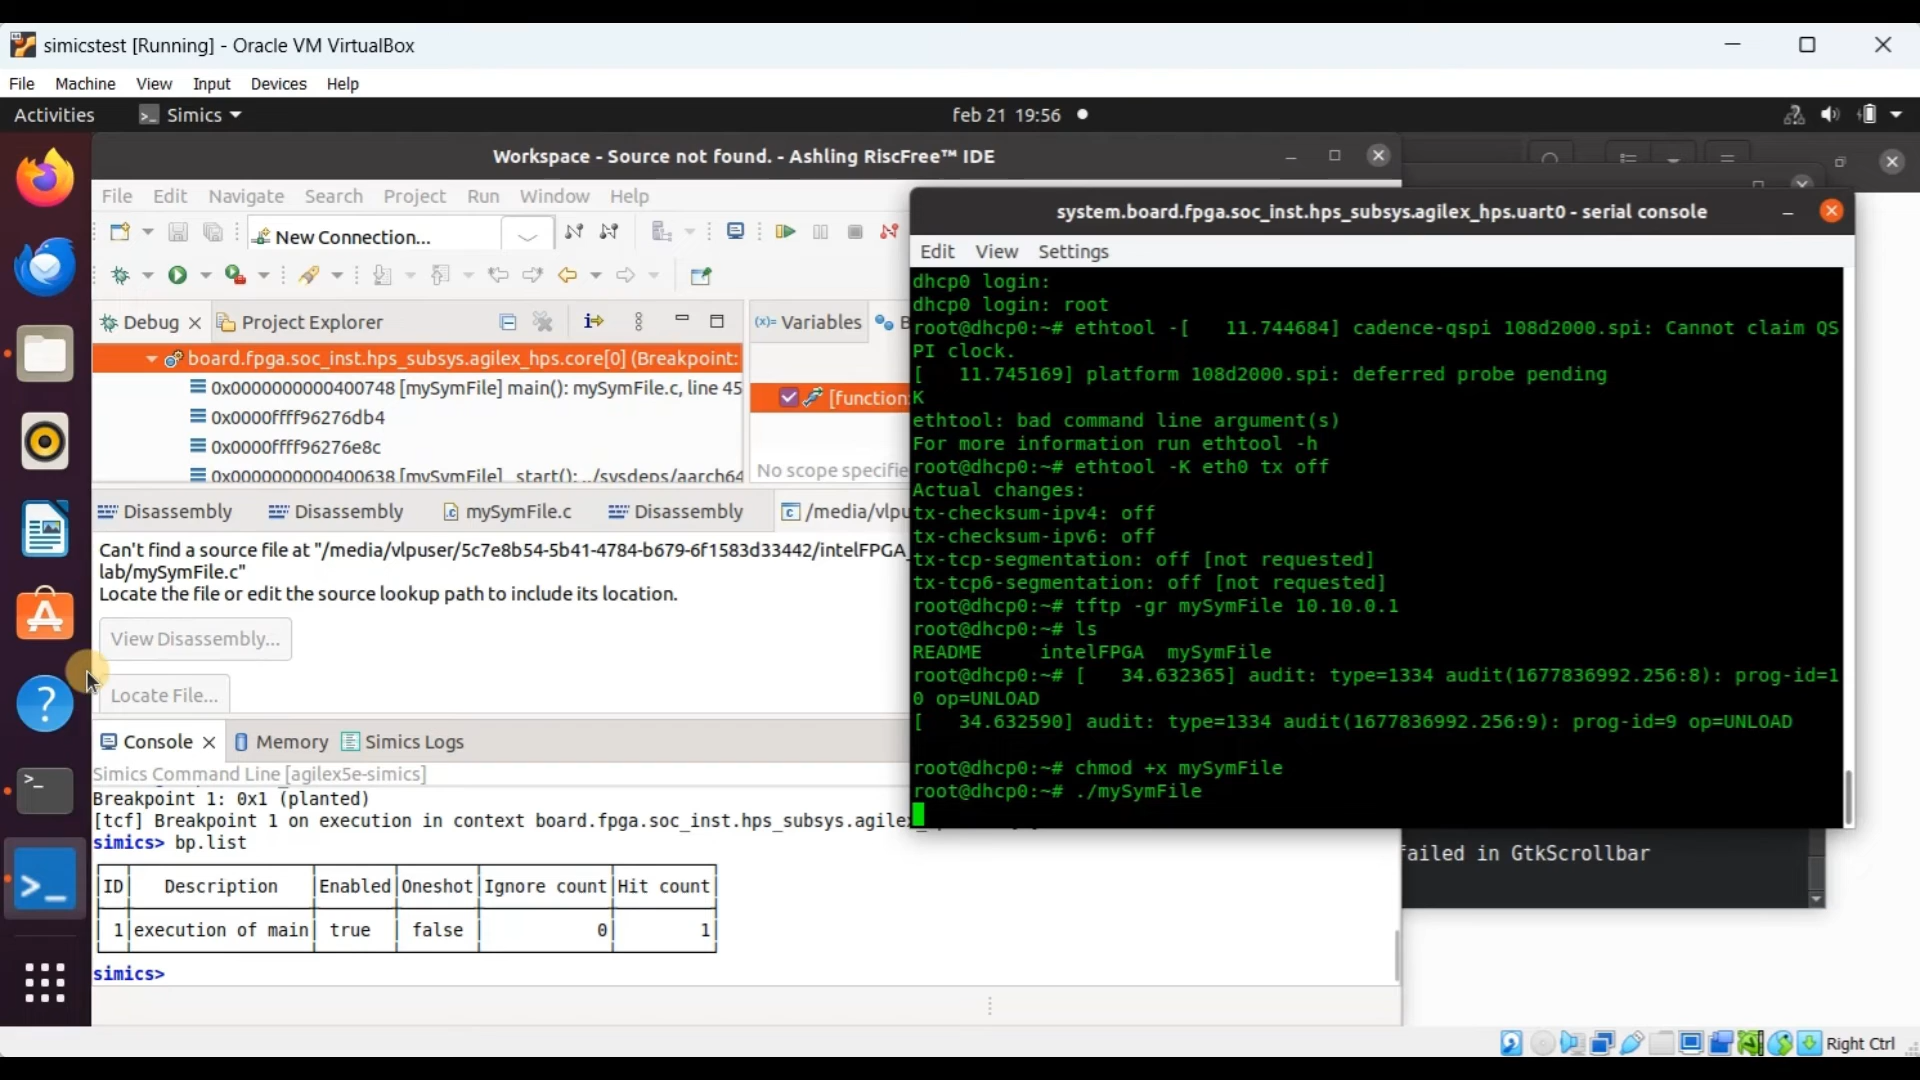 simicstest [Running] - Oracle VM VirtualBox
File Machine View Input Devices Help
Activities Simics feb 21 19:56
Workspace - Source not found. - Ashling RiscFree™ IDE
File Edit Navigate Search Project Run Window Help
New Connection...
Debug Project Explorer
(x)= Variables
board.fpga.soc_inst.hps_subsys.agilex_hps.core[0] (Breakpoint:
0x0000000000400748 [mySymFile] main(): mySymFile.c, line 45
0x0000ffff96276db4
0x0000ffff96276e8c
0x0000000000400638 [mySymFile] _start(): ../sysdeps/aarch64
[function:
No scope specifie
Disassembly Disassembly mySymFile.c Disassembly /media/vlpu
Can't find a source file at "/media/vlpuser/5c7e8b54-5b41-4784-b679-6f1583d33442/intelFPGA_
lab/mySymFile.c"
Locate the file or edit the source lookup path to include its location.
View Disassembly...
Locate File...
Console Memory Simics Logs
Simics Command Line [agilex5e-simics]
Breakpoint 1: 0x1 (planted)
[tcf] Breakpoint 1 on execution in context board.fpga.soc_inst.hps_subsys.agilex
simics> bp.list
ID Description Enabled Oneshot Ignore count Hit count
1 execution of main true false 0 1
simics>
system.board.fpga.soc_inst.hps_subsys.agilex_hps.uart0 - serial console
Edit View Settings
dhcp0 login:
dhcp0 login: root
root@dhcp0:~# ethtool -[   11.744684] cadence-qspi 108d2000.spi: Cannot claim QS
PI clock.
[   11.745169] platform 108d2000.spi: deferred probe pending
K
ethtool: bad command line argument(s)
For more information run ethtool -h
root@dhcp0:~# ethtool -K eth0 tx off
Actual changes:
tx-checksum-ipv4: off
tx-checksum-ipv6: off
tx-tcp-segmentation: off [not requested]
tx-tcp6-segmentation: off [not requested]
root@dhcp0:~# tftp -gr mySymFile 10.10.0.1
root@dhcp0:~# ls
README     intelFPGA  mySymFile
root@dhcp0:~# [   34.632365] audit: type=1334 audit(1677836992.256:8): prog-id=1
0 op=UNLOAD
[   34.632590] audit: type=1334 audit(1677836992.256:9): prog-id=9 op=UNLOAD
root@dhcp0:~# chmod +x mySymFile
root@dhcp0:~# ./mySymFile
failed in GtkScrollbar
Right Ctrl